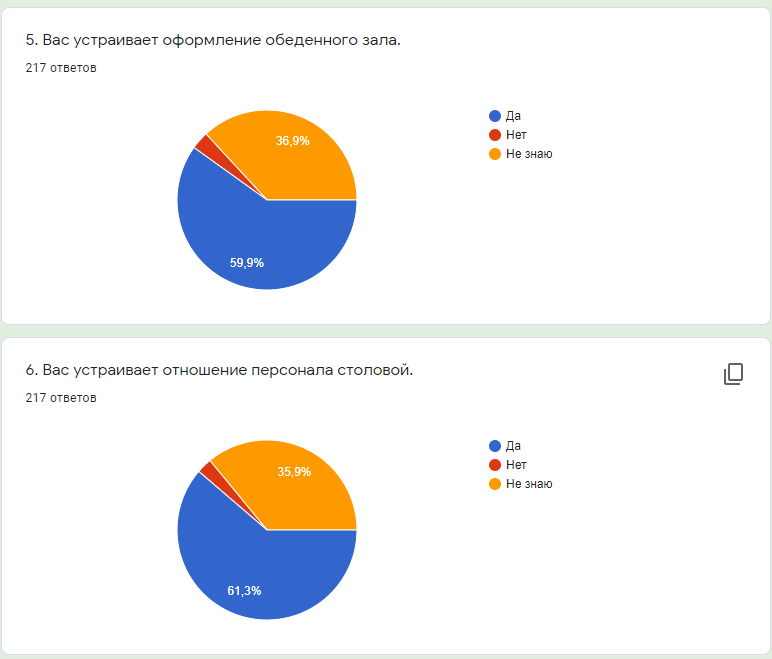 5. Вас устраивает оформление обеденного зала.
217 ответов
Да
Нет
Не знаю
36,9%
59,9%
6. Вас устраивает отношение персонала столовой.
217 ответов
Да
Нет
Не знаю
35,9%
61,3%